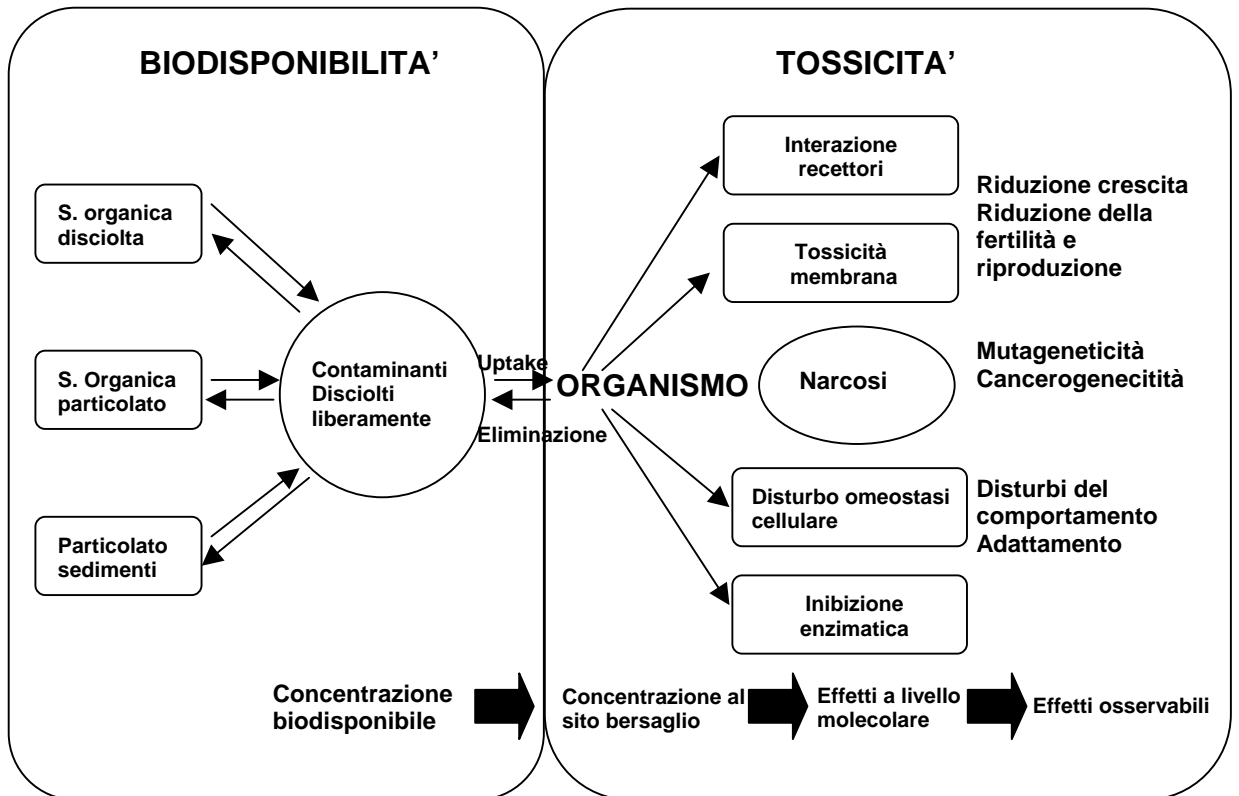 BIODISPONIBILITA'
S. organica
disciolta
S. Organica
particolato
Particolato
sedimenti
Contaminanti
Disciolti
liberamente
Uptake
Eliminazione
Concentrazione
biodisponibile
TOSSICITA'
ORGANISMO
Interazione
recettori
Tossicità
membrana
Narcosi
Disturbo omeostasi
cellulare
Inibizione
enzimatica
Riduzione crescita
Riduzione della
fertilità e
riproduzione
Mutageneticità
Cancerogenecitità
Disturbi del
comportamento
Adattamento
Concentrazione al
sito bersaglio
Effetti a livello
molecolare
Effetti osservabili